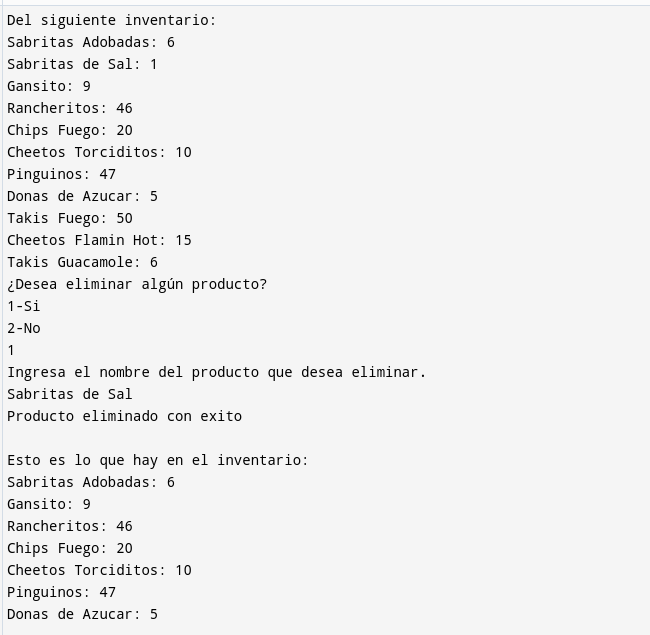 Del siguiente inventario:
Sabritas Adobadas: 6
Sabritas de Sal: 1
Gansito: 9
Rancheritos: 46
Chips Fuego: 20
Cheetos Torciditos: 10
Pinguinos: 47
Donas de Azucar: 5
Takis Fuego: 50
Cheetos Flamin Hot: 15
Takis Guacamole: 6
¿Desea eliminar algún producto?
1-Si
2-No
1
Ingresa el nombre del producto que desea eliminar.
Sabritas de Sal
Producto eliminado con exito

Esto es lo que hay en el inventario:
Sabritas Adobadas: 6
Gansito: 9
Rancheritos: 46
Chips Fuego: 20
Cheetos Torciditos: 10
Pinguinos: 47
Donas de Azucar: 5